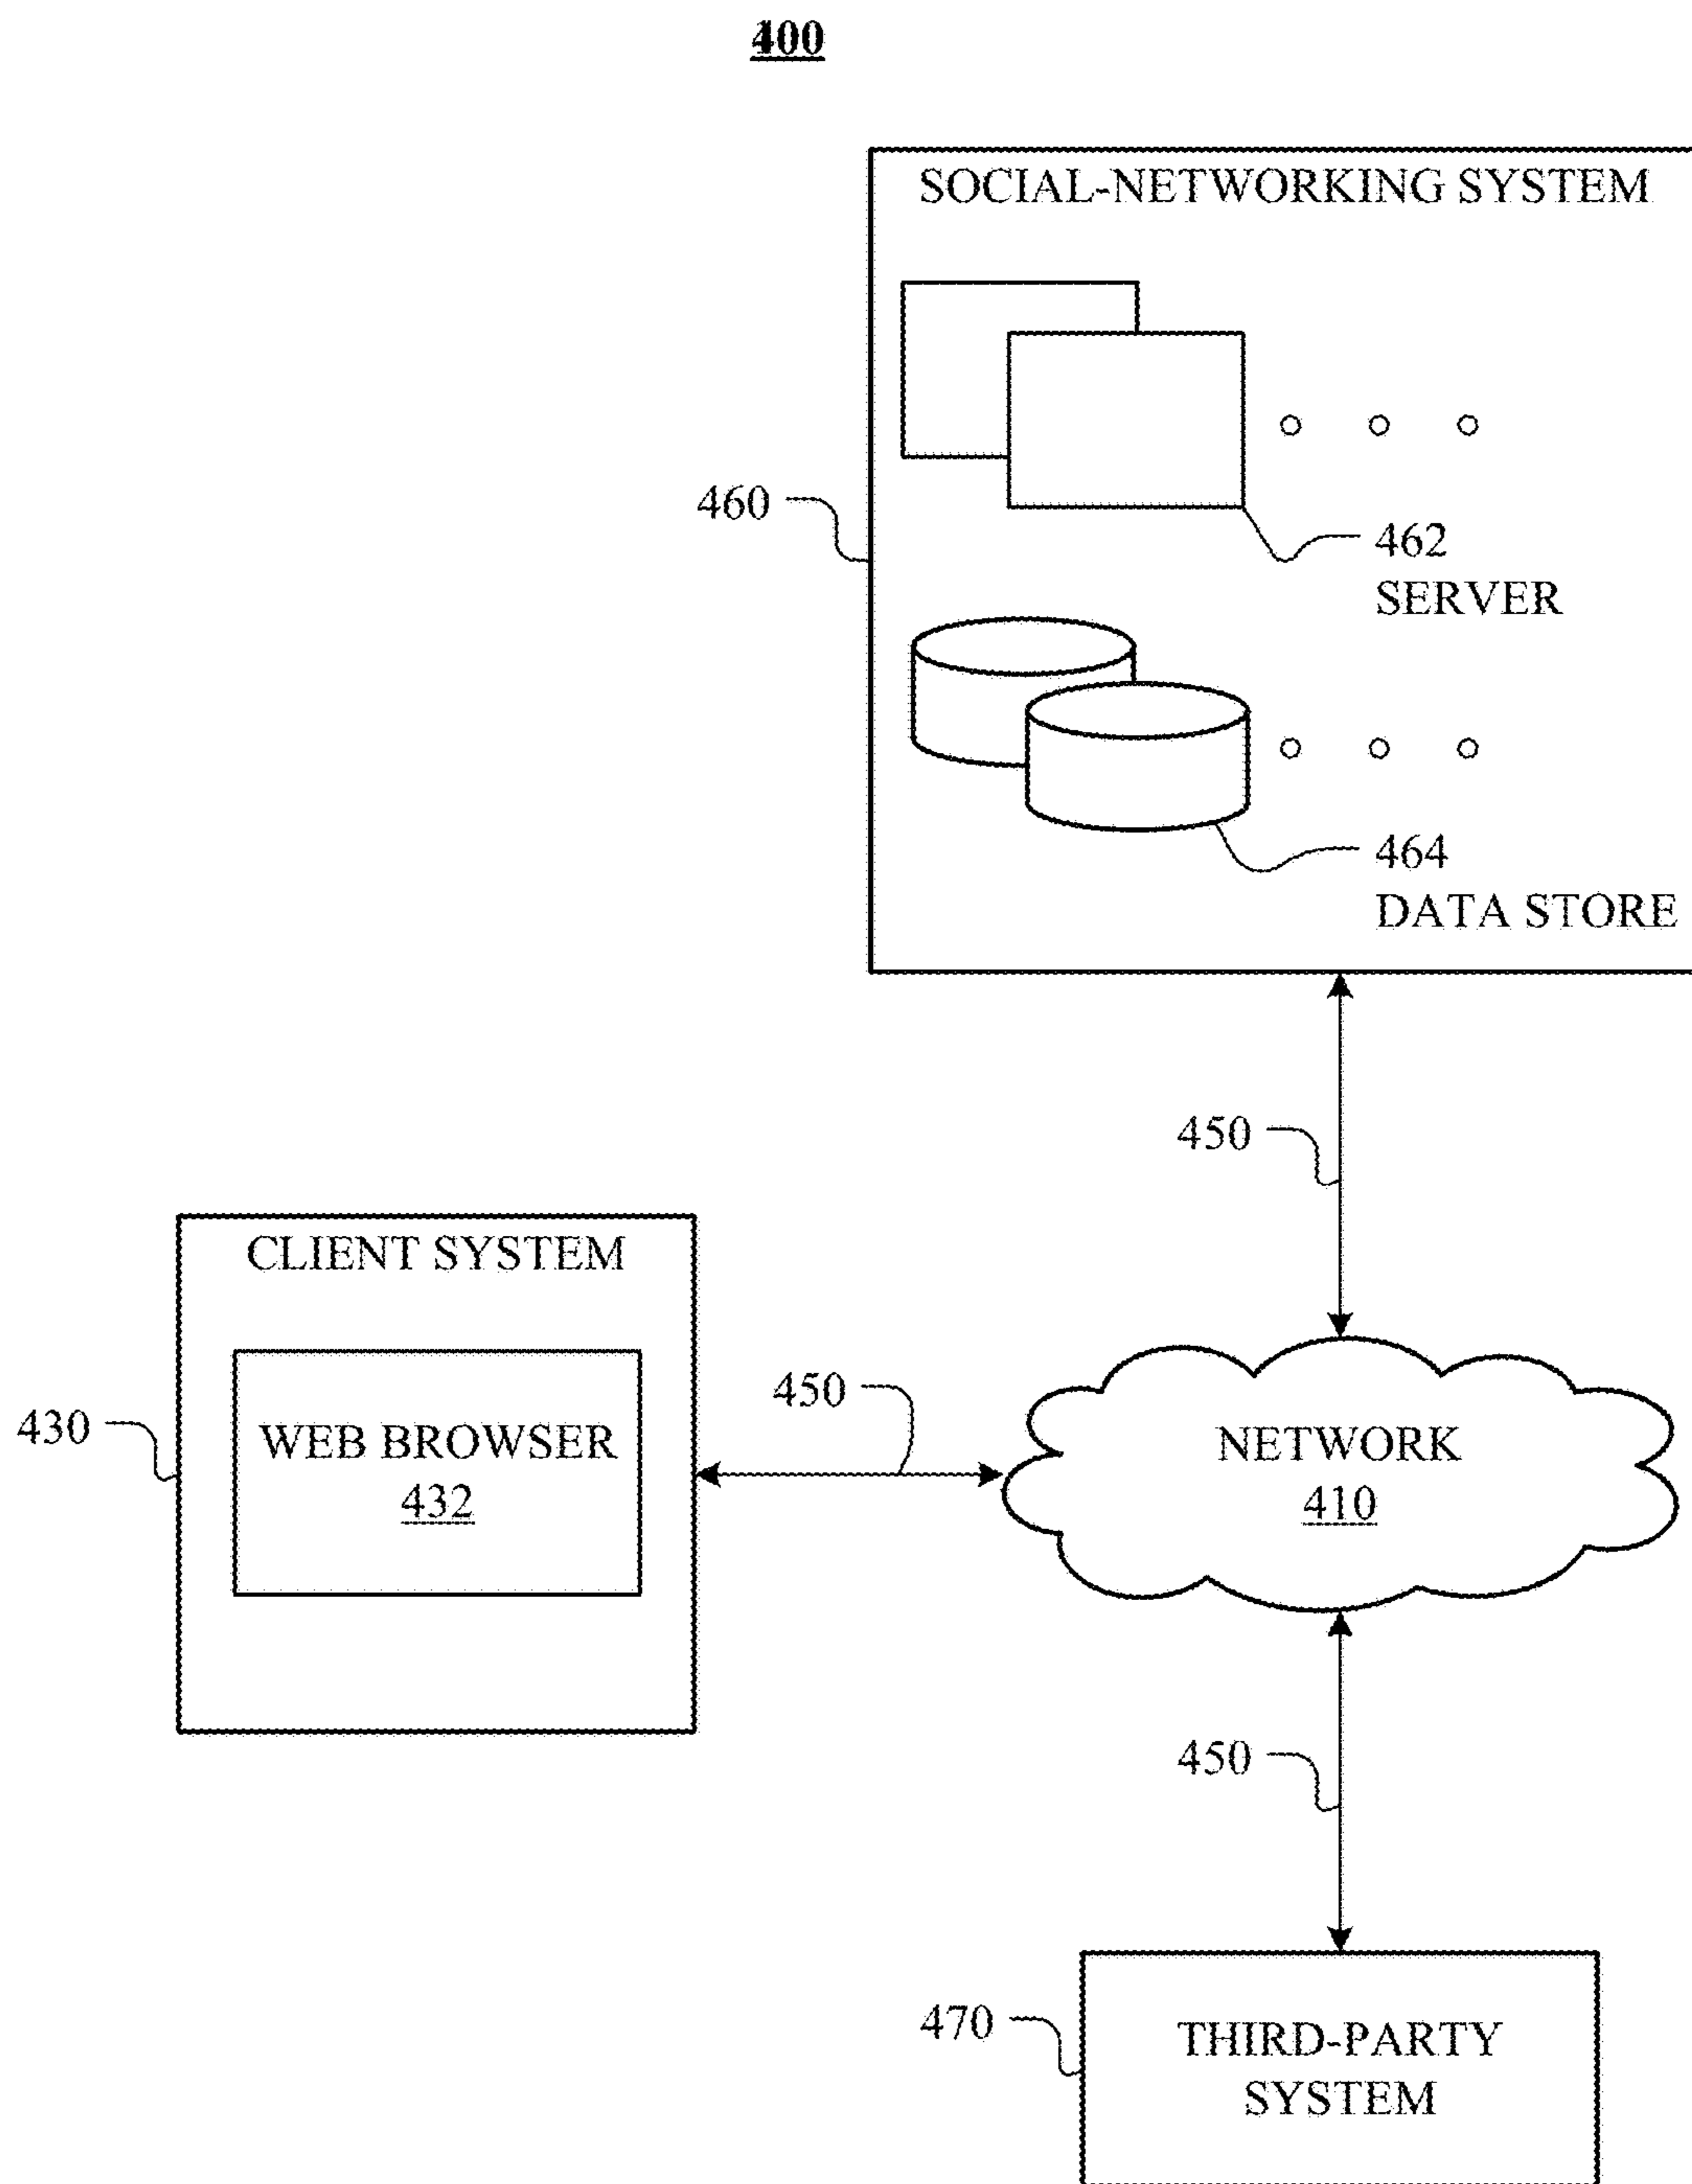 400
SOCIAL-NETWORKING SYSTEM
460
462
SERVER
464
DATA STORE
450
CLIENT SYSTEM
430
WEB BROWSER
432
450
NETWORK
410
450
470
THIRD-PARTY
SYSTEM